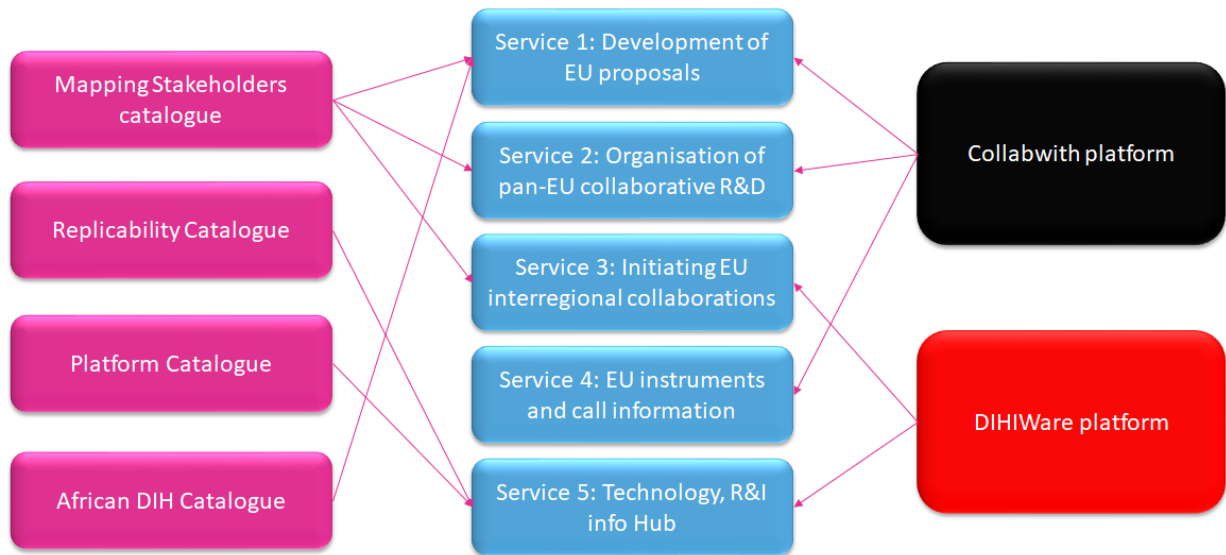 Mapping Stakeholders
catalogue
Replicability Catalogue
Platform Catalogue
African DIH Catalogue
Service 1: Development of
EU proposals
Service 2: Organisation of
pan-EU collaborative R&D
Service 3: Initiating EU
interregional collaborations
Service 4: EU instruments
and call information
Service 5: Technology, R&I
info Hub
Collabwith platform
DIHIWare platform